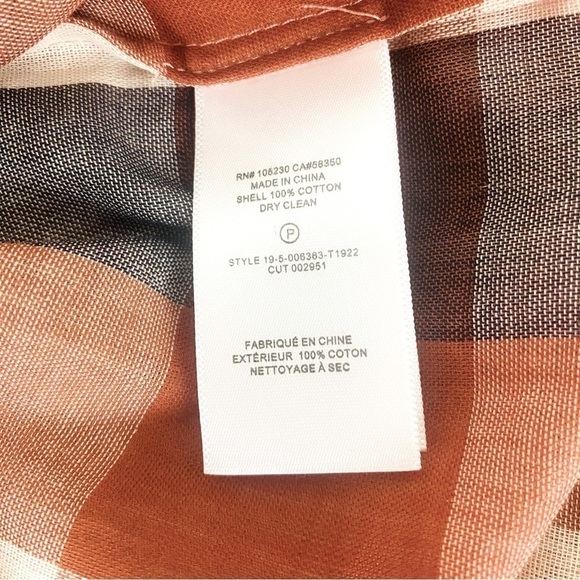 RN# 105230 CA#58350
MADE IN CHINA
SHELL 100% COTTON
DRY CLEAN
P
STYLE 19-5-006363-T1922
CUT 002951
FABRIQUÉ EN CHINE
EXTÉRIEUR 100% COTON
NETTOYAGE À SEC